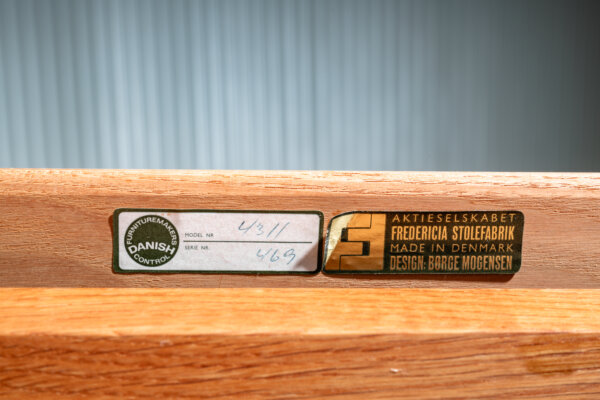 FURNITUREMAKERS
DANISH
CONTROL
MODEL NR. 4311
SERIE NR. 469
AKTIESELSKABET
FREDERICIA STOLEFABRIK
MADE IN DENMARK
DESIGN: BØRGE MOGENSEN